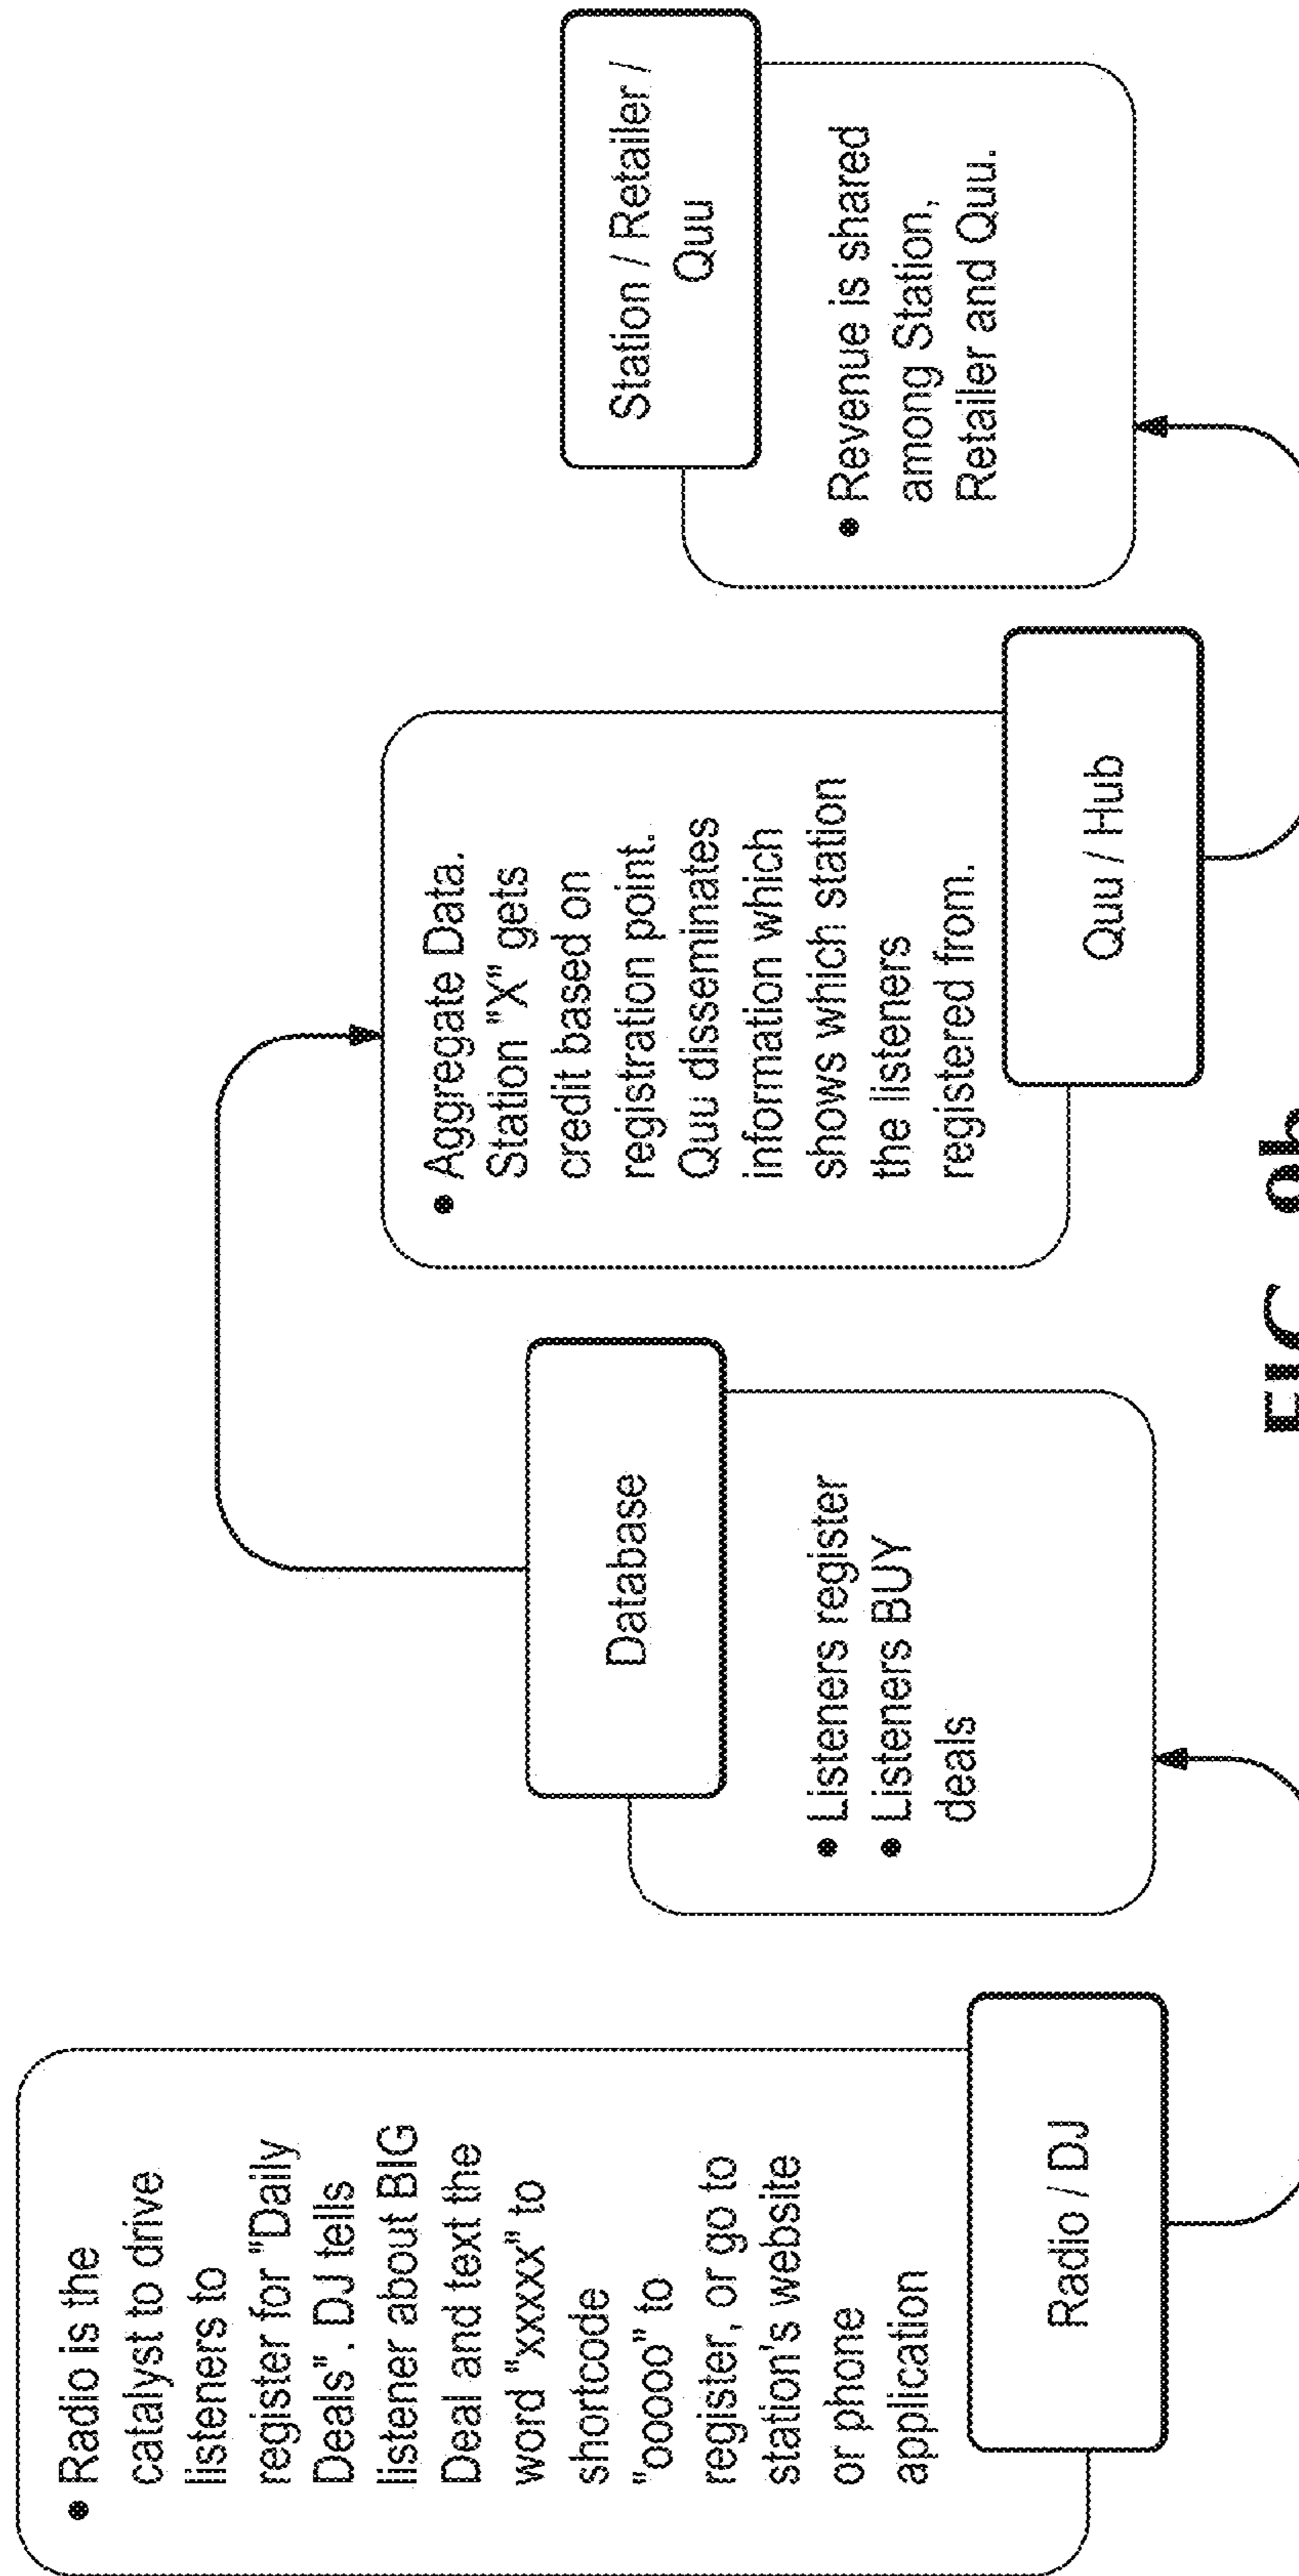 • Radio is the
catalyst to drive
listeners to
register for "Daily
Deals". DJ tells
listener about BIG
Deal and text the
word "xxxxx" to
shortcode
"ooooo" to
register, or go to
station's website
or phone
application
Radio / DJ
Database
• Listeners register
• Listeners BUY
deals
• Aggregate Data.
Station "X" gets
credit based on
registration point.
Quu disseminates
information which
shows which station
the listeners
registered from.
Quu / Hub
Station / Retailer /
Quu
• Revenue is shared
among Station,
Retailer and Quu.